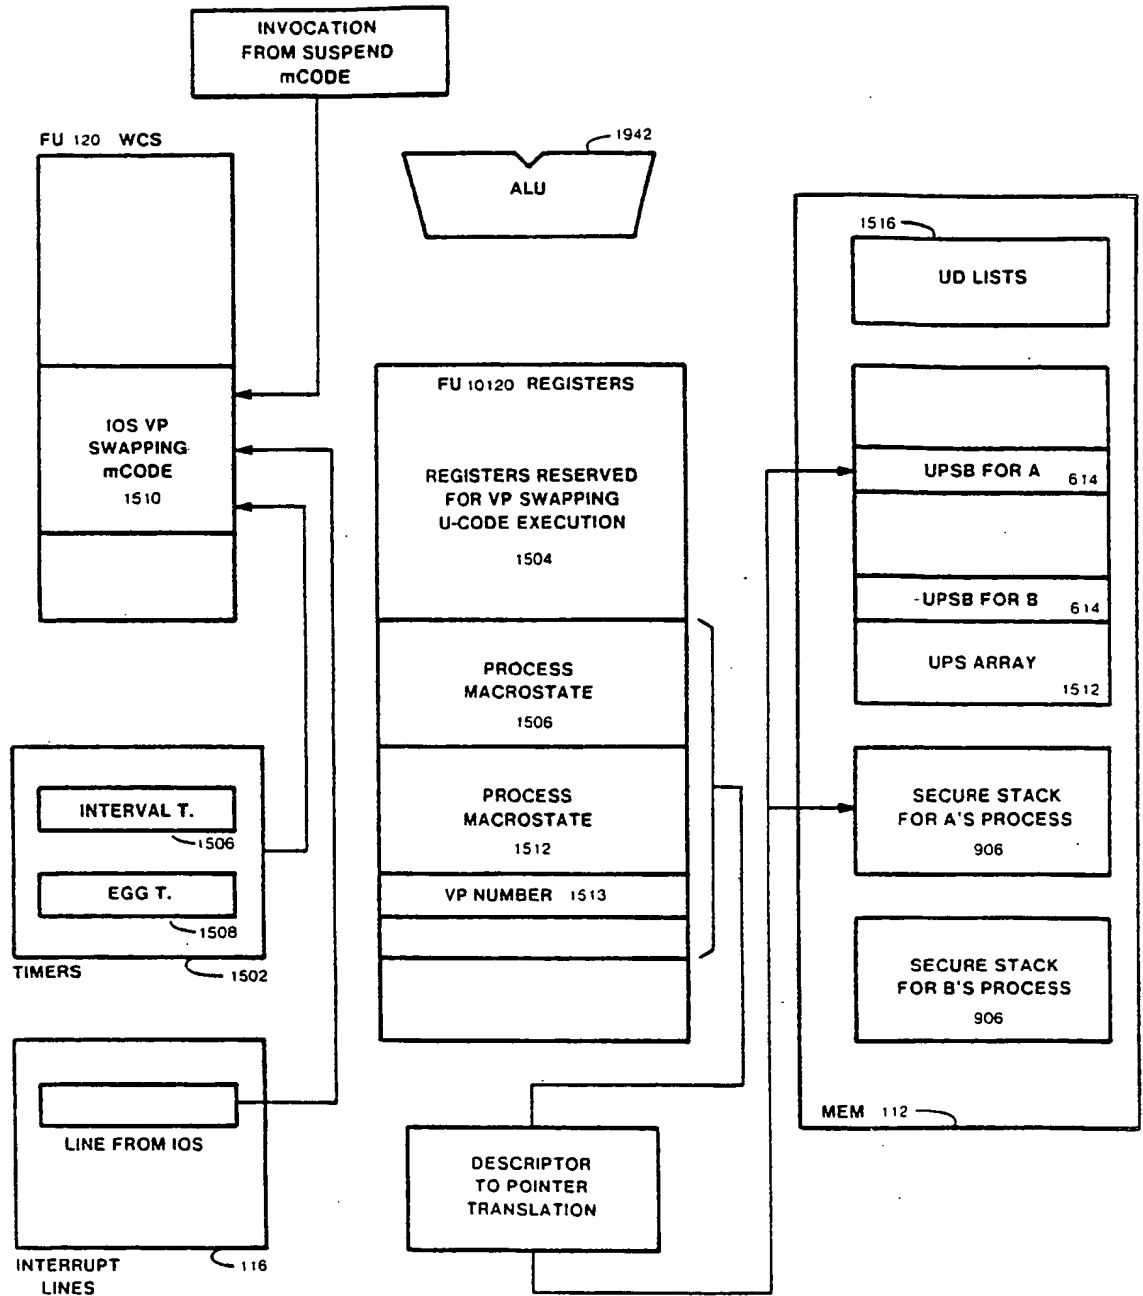 INVOCATION
FROM SUSPEND
mCODE
FU 120 WCS
IOS VP
SWAPPING
mCODE
1510
1942
ALU
FU 10120 REGISTERS
REGISTERS RESERVED
FOR VP SWAPPING
U-CODE EXECUTION
1504
PROCESS
MACROSTATE
1506
PROCESS
MACROSTATE
1512
VP NUMBER 1513
INTERVAL T.
1506
EGG T.
1508
TIMERS
1502
LINE FROM IOS
INTERRUPT
LINES
116
DESCRIPTOR
TO POINTER
TRANSLATION
1516
UD LISTS
UPSB FOR A 614
UPSB FOR B 614
UPS ARRAY
1512
SECURE STACK
FOR A'S PROCESS
906
SECURE STACK
FOR B'S PROCESS
906
MEM 112